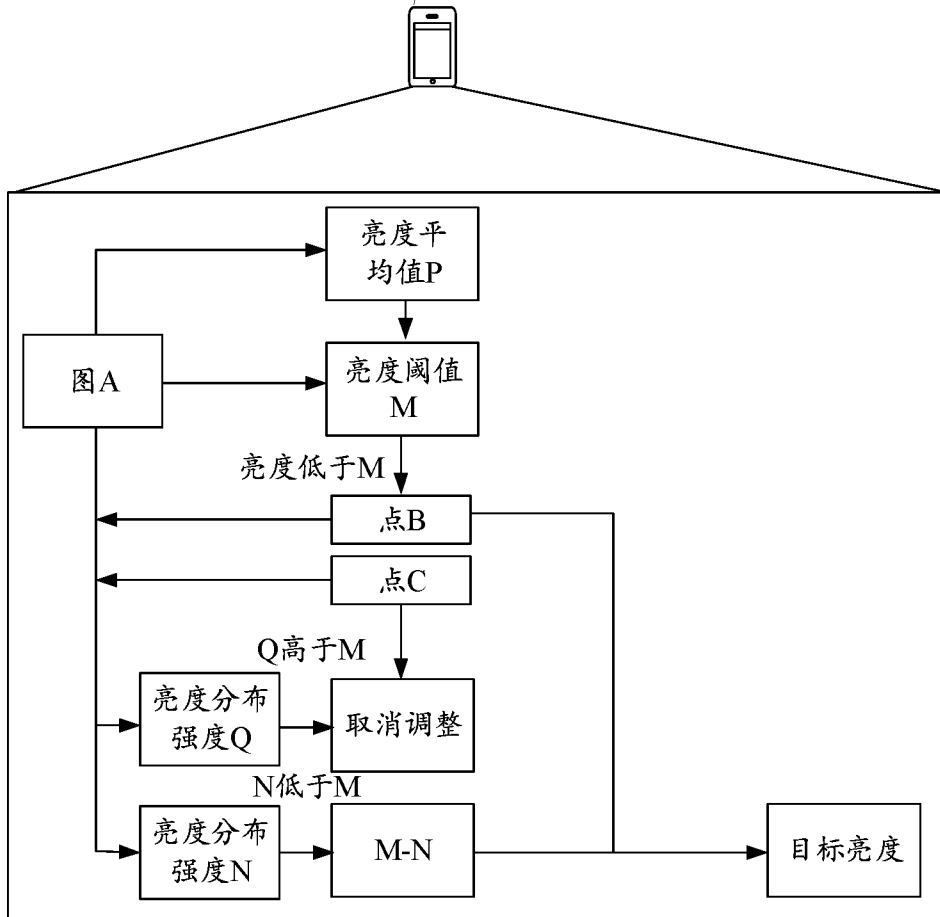 亮度平
均值P
图A
亮度阈值
M
亮度低于M
点B
点C
Q高于M
亮度分布
强度Q
取消调整
N低于M
亮度分布
强度N
M-N
目标亮度